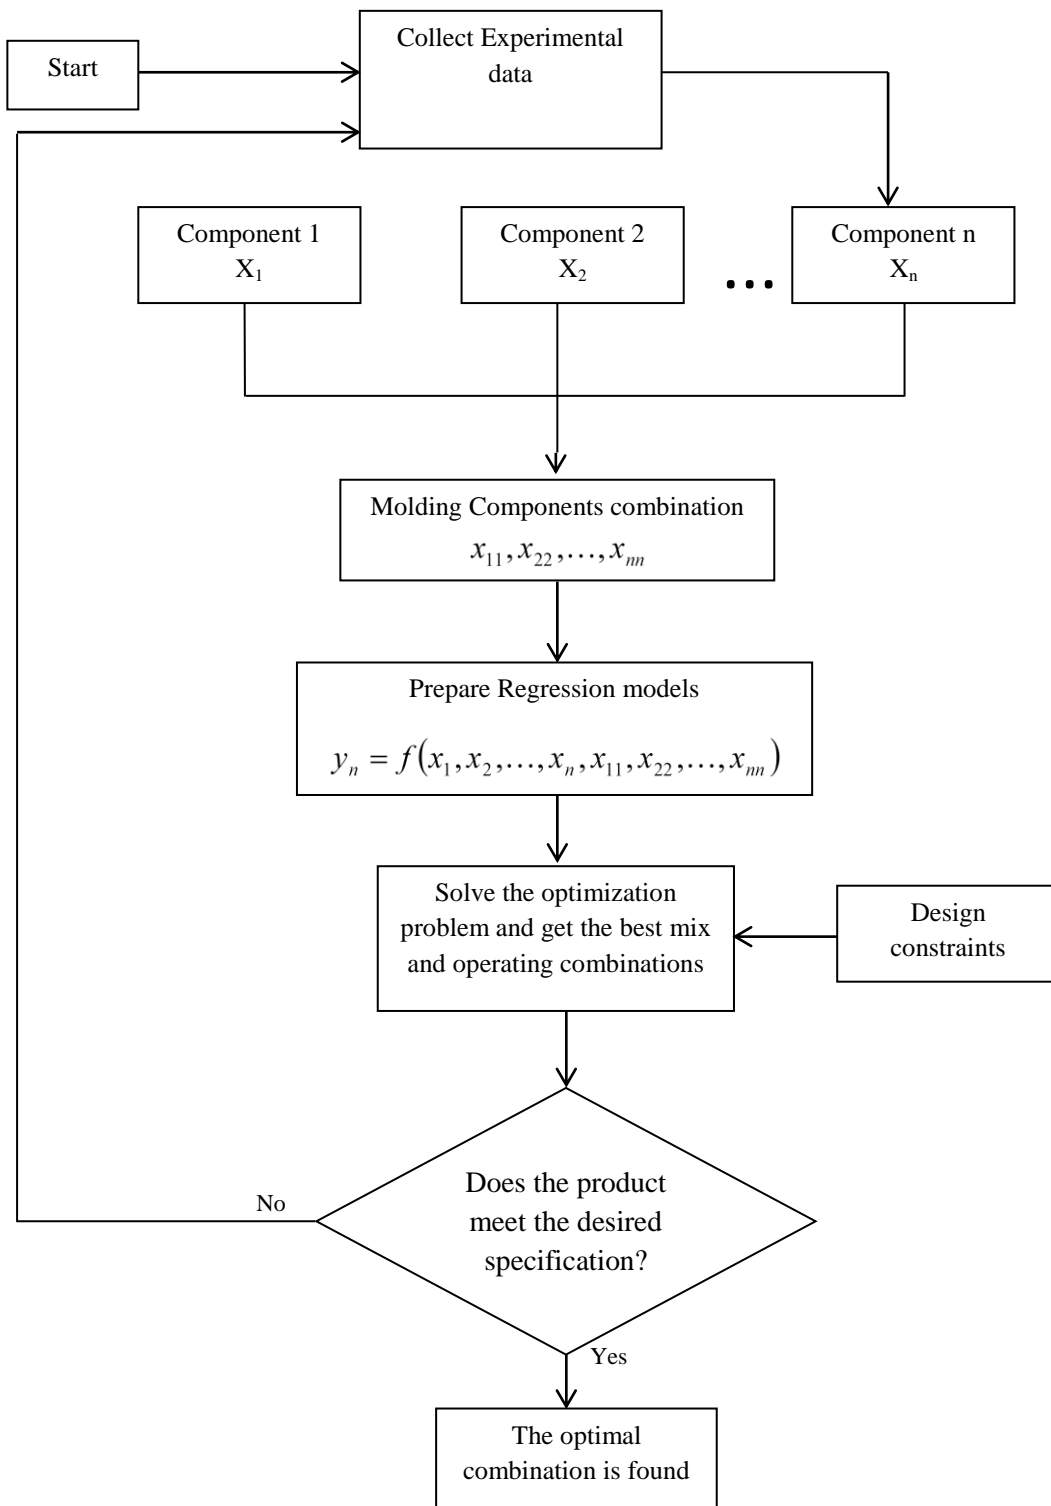 Start
Collect Experimental
data
Component 1
X₁
Component 2
X₂
...
Component n
Xₙ
Molding Components combination
x₁₁, x₂₂, ..., xₙₙ
Prepare Regression models
yₙ = f(x₁, x₂, ..., xₙ, x₁₁, x₂₂, ..., xₙₙ)
Solve the optimization
problem and get the best mix
and operating combinations
Design
constraints
Does the product
meet the desired
specification?
No
Yes
The optimal
combination is found